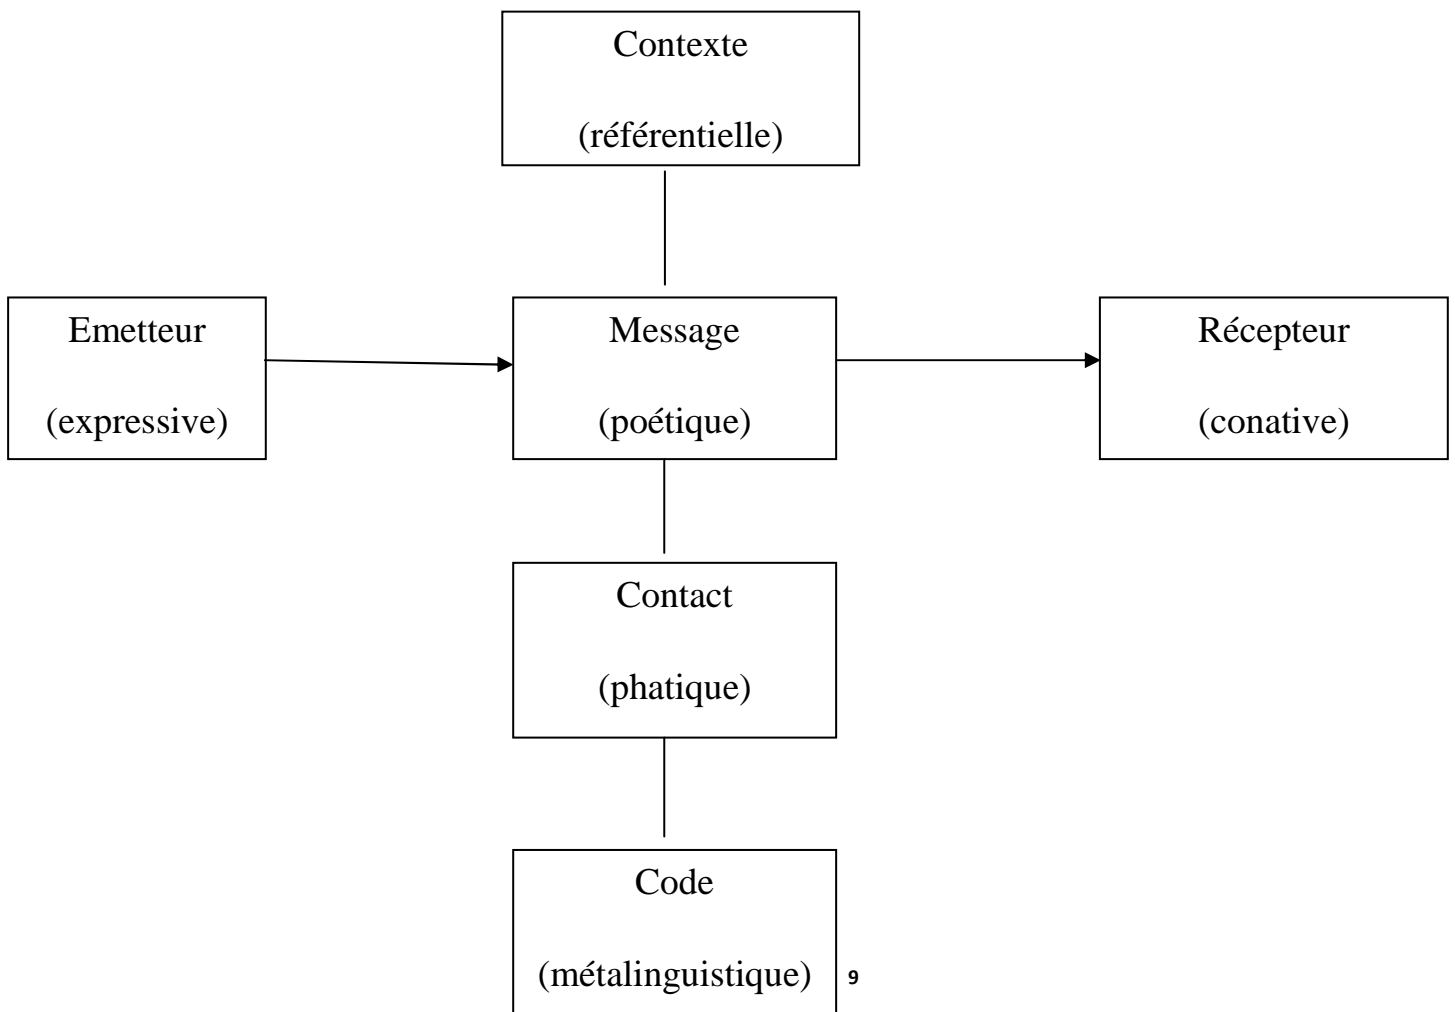 Contexte
(référentielle)
Emetteur
(expressive)
Message
(poétique)
Récepteur
(conative)
Contact
(phatique)
Code
(métalinguistique)
9